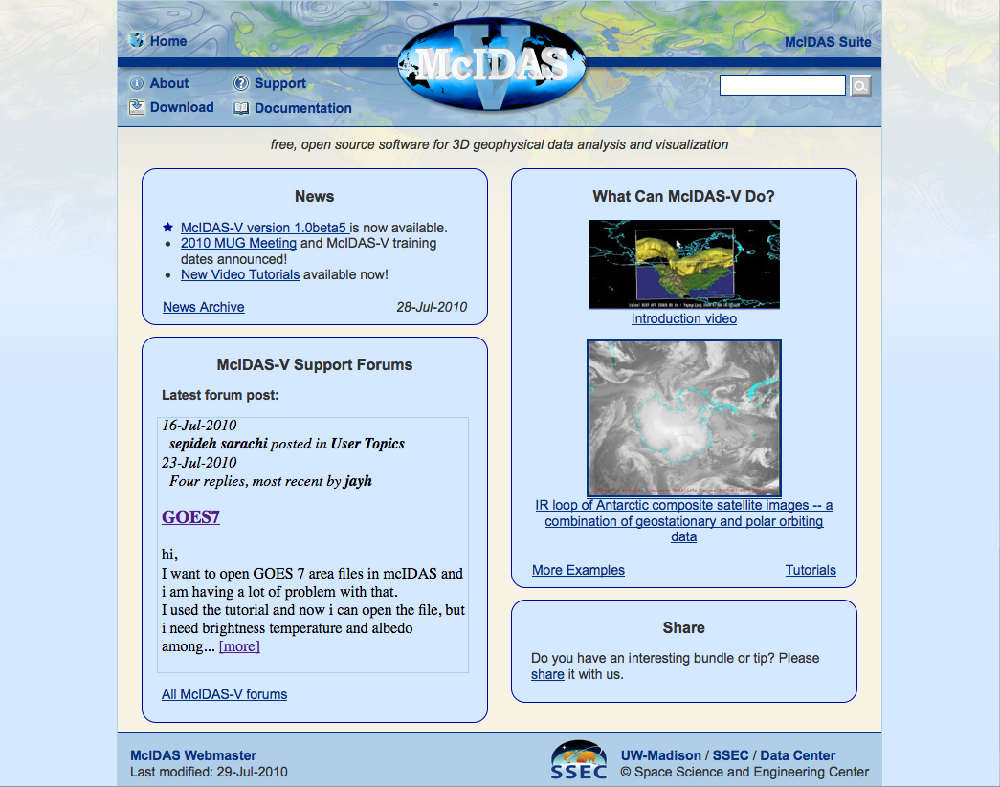 Home
McIDAS Suite
McIDAS
V
About
Support
Download
Documentation
free, open source software for 3D geophysical data analysis and visualization
News
McIDAS-V version 1.0beta5 is now available.
2010 MUG Meeting and McIDAS-V training
dates announced!
New Video Tutorials available now!
News Archive
28-Jul-2010
McIDAS-V Support Forums
Latest forum post:
16-Jul-2010
sepideh sarachi posted in User Topics
23-Jul-2010
Four replies, most recent by jayh
GOES7
hi,
I want to open GOES 7 area files in mcIDAS and
i am having a lot of problem with that.
I used the tutorial and now i can open the file, but
i need brightness temperature and albedo
among... [more]
All McIDAS-V forums
What Can McIDAS-V Do?
Introduction video
IR loop of Antarctic composite satellite images -- a
combination of geostationary and polar orbiting
data
More Examples
Tutorials
Share
Do you have an interesting bundle or tip? Please
share it with us.
McIDAS Webmaster
Last modified: 29-Jul-2010
SSEC
UW-Madison / SSEC / Data Center
© Space Science and Engineering Center